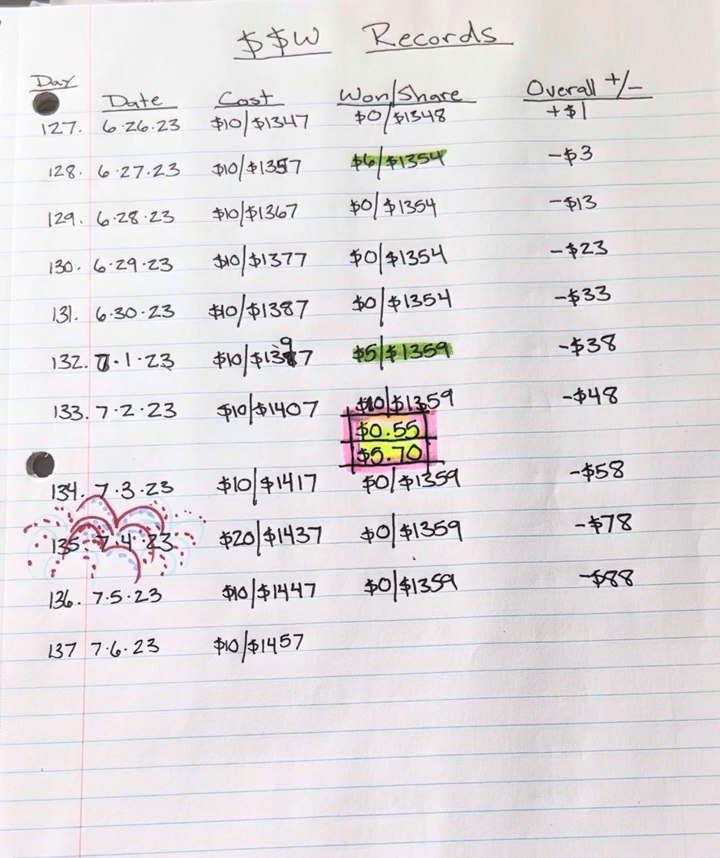 $$W Records
Day Date Cost Won/Share Overall +/-
127. 6·26·23 $10/$1347 $0/$1348 +$1
128. 6·27·23 $10/$1357 $6/$1354 -$3
129. 6·28·23 $10/$1367 $0/$1354 -$13
130. 6·29·23 $10/$1377 $0/$1354 -$23
131. 6·30·23 $10/$1387 $0/$1354 -$33
132. 7·1·23 $10/$1397 $5/$1359 -$38
133. 7·2·23 $10/$1407 $0/$1359 -$48
$0.55
$5.70
134. 7·3·23 $10/$1417 $0/$1359 -$58
135. 7·4·23 $20/$1437 $0/$1359 -$78
136. 7·5·23 $10/$1447 $0/$1359 -$88
137 7·6·23 $10/$1457